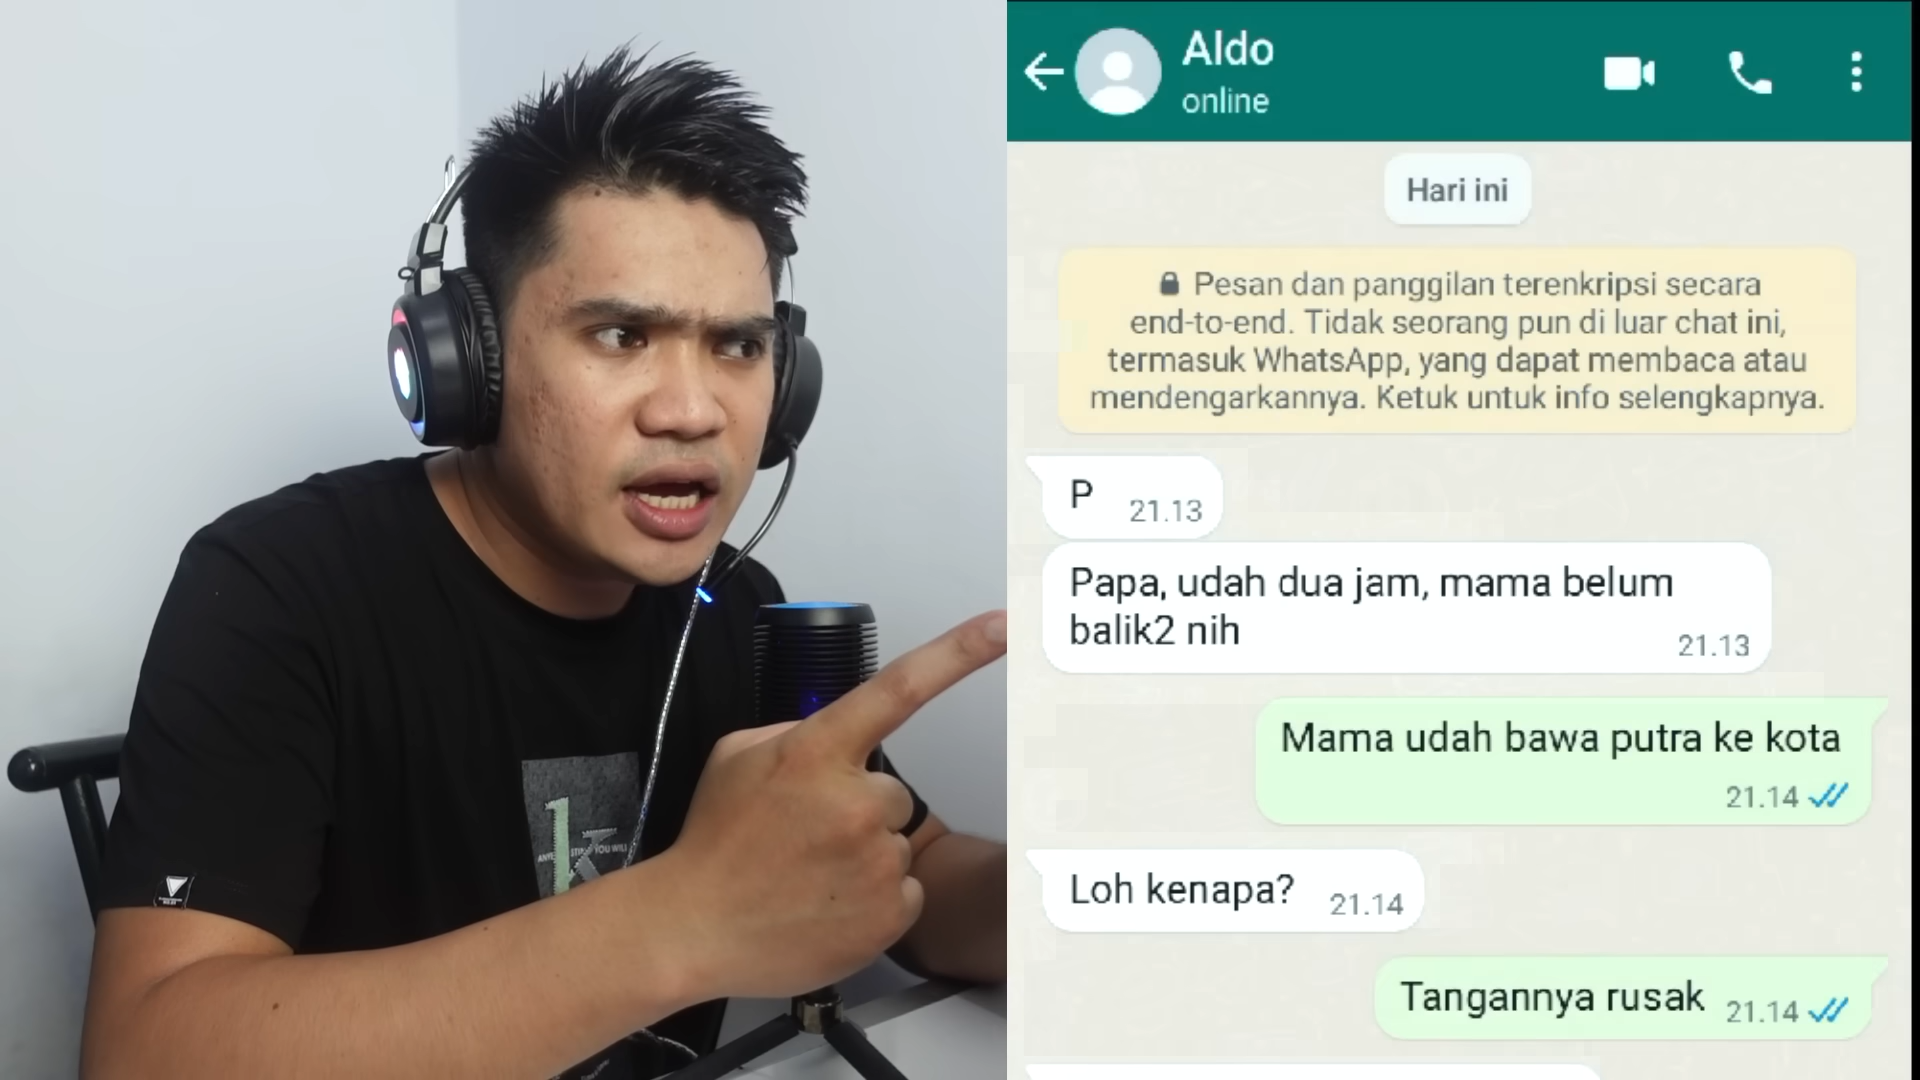 Aldo
online
Hari ini
Pesan dan panggilan terenkripsi secara
end-to-end. Tidak seorang pun di luar chat ini,
termasuk WhatsApp, yang dapat membaca atau
mendengarkannya. Ketuk untuk info selengkapnya.
P 21.13
Papa, udah dua jam, mama belum
balik2 nih 21.13
Mama udah bawa putra ke kota
21.14
Loh kenapa? 21.14
Tangannya rusak 21.14
k
YOU WILL